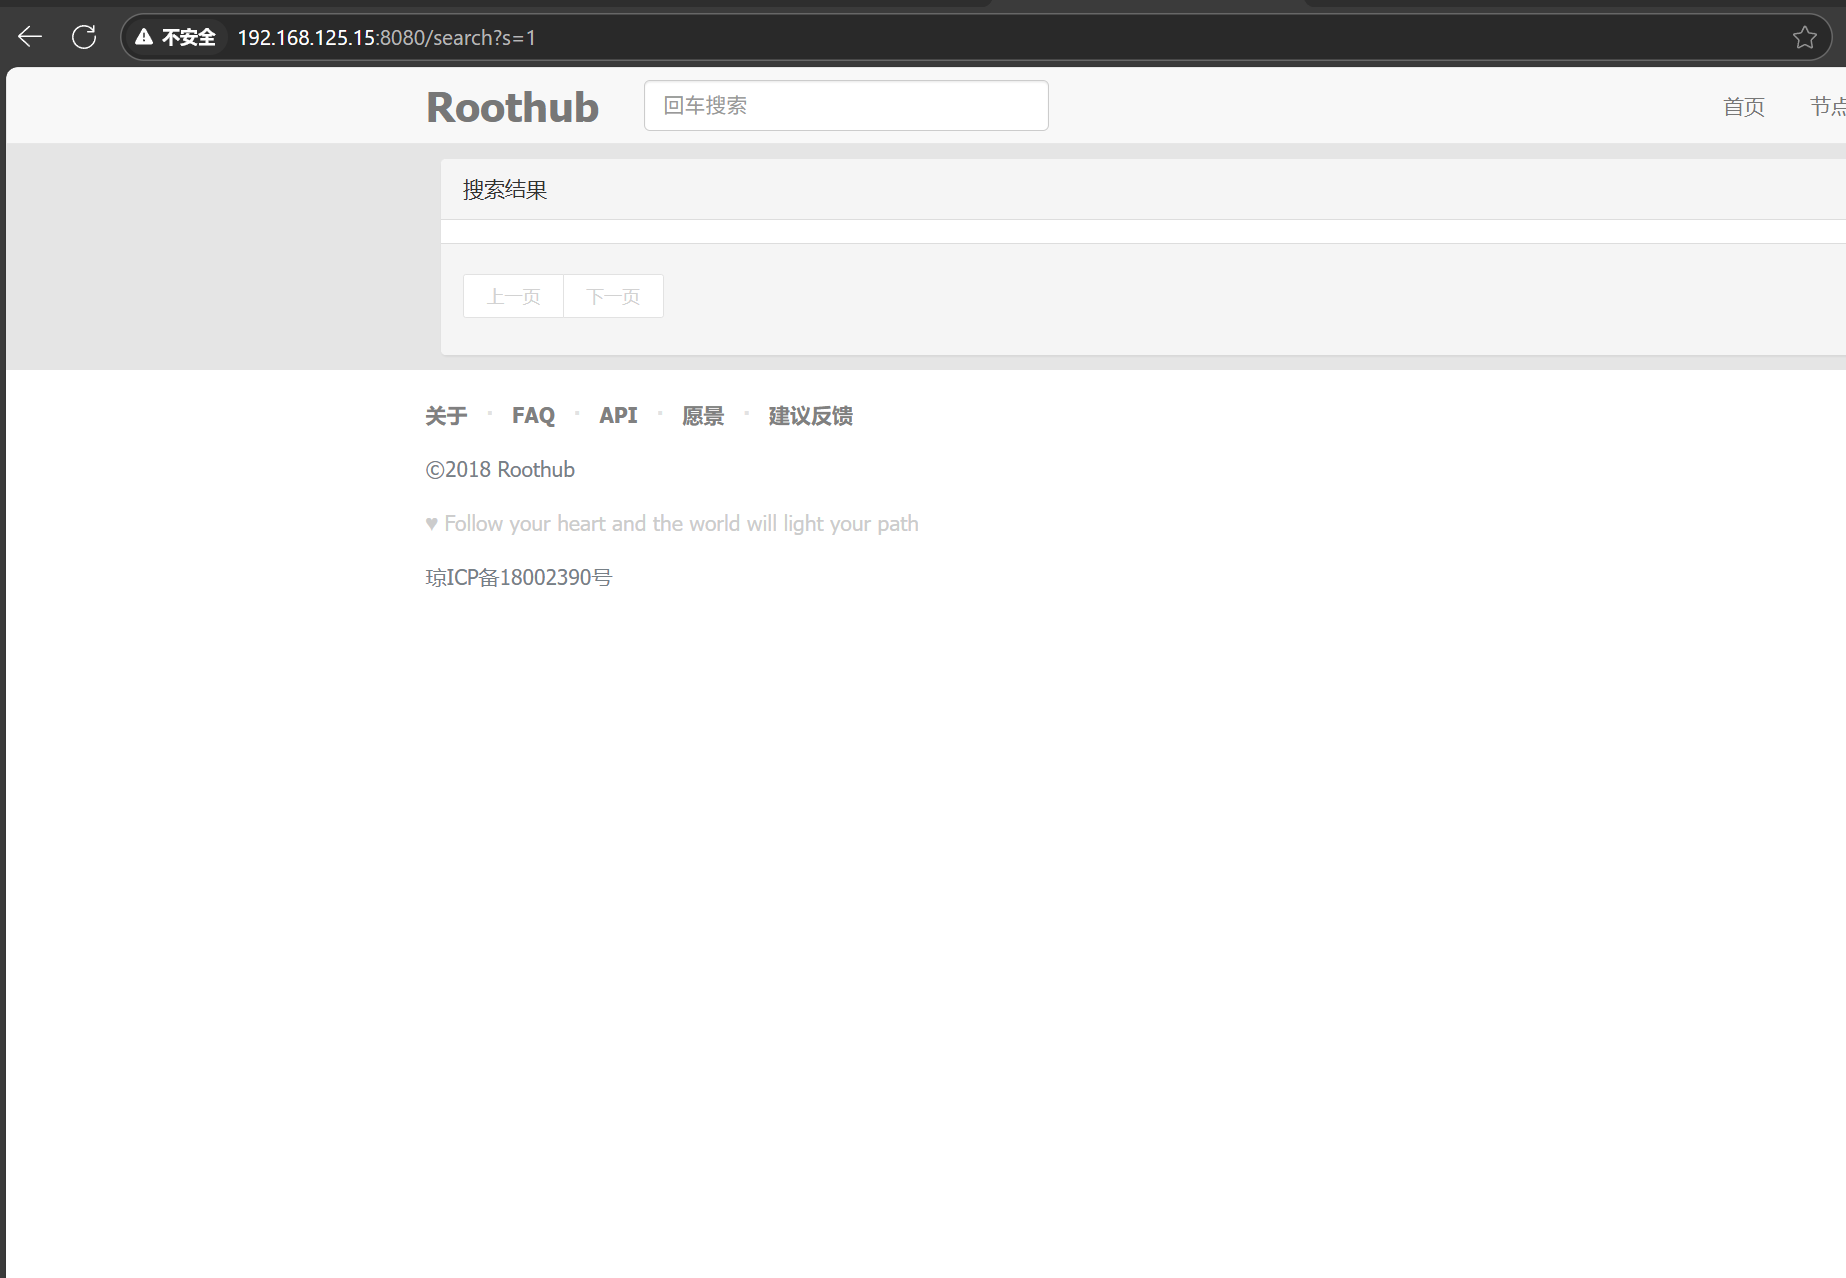 不安全 192.168.125.15:8080/search?s=1
Roothub 回车搜索 首页 节点
搜索结果
上一页 下一页
关于 · FAQ · API · 愿景 · 建议反馈
©2018 Roothub
♥ Follow your heart and the world will light your path
琼ICP备18002390号